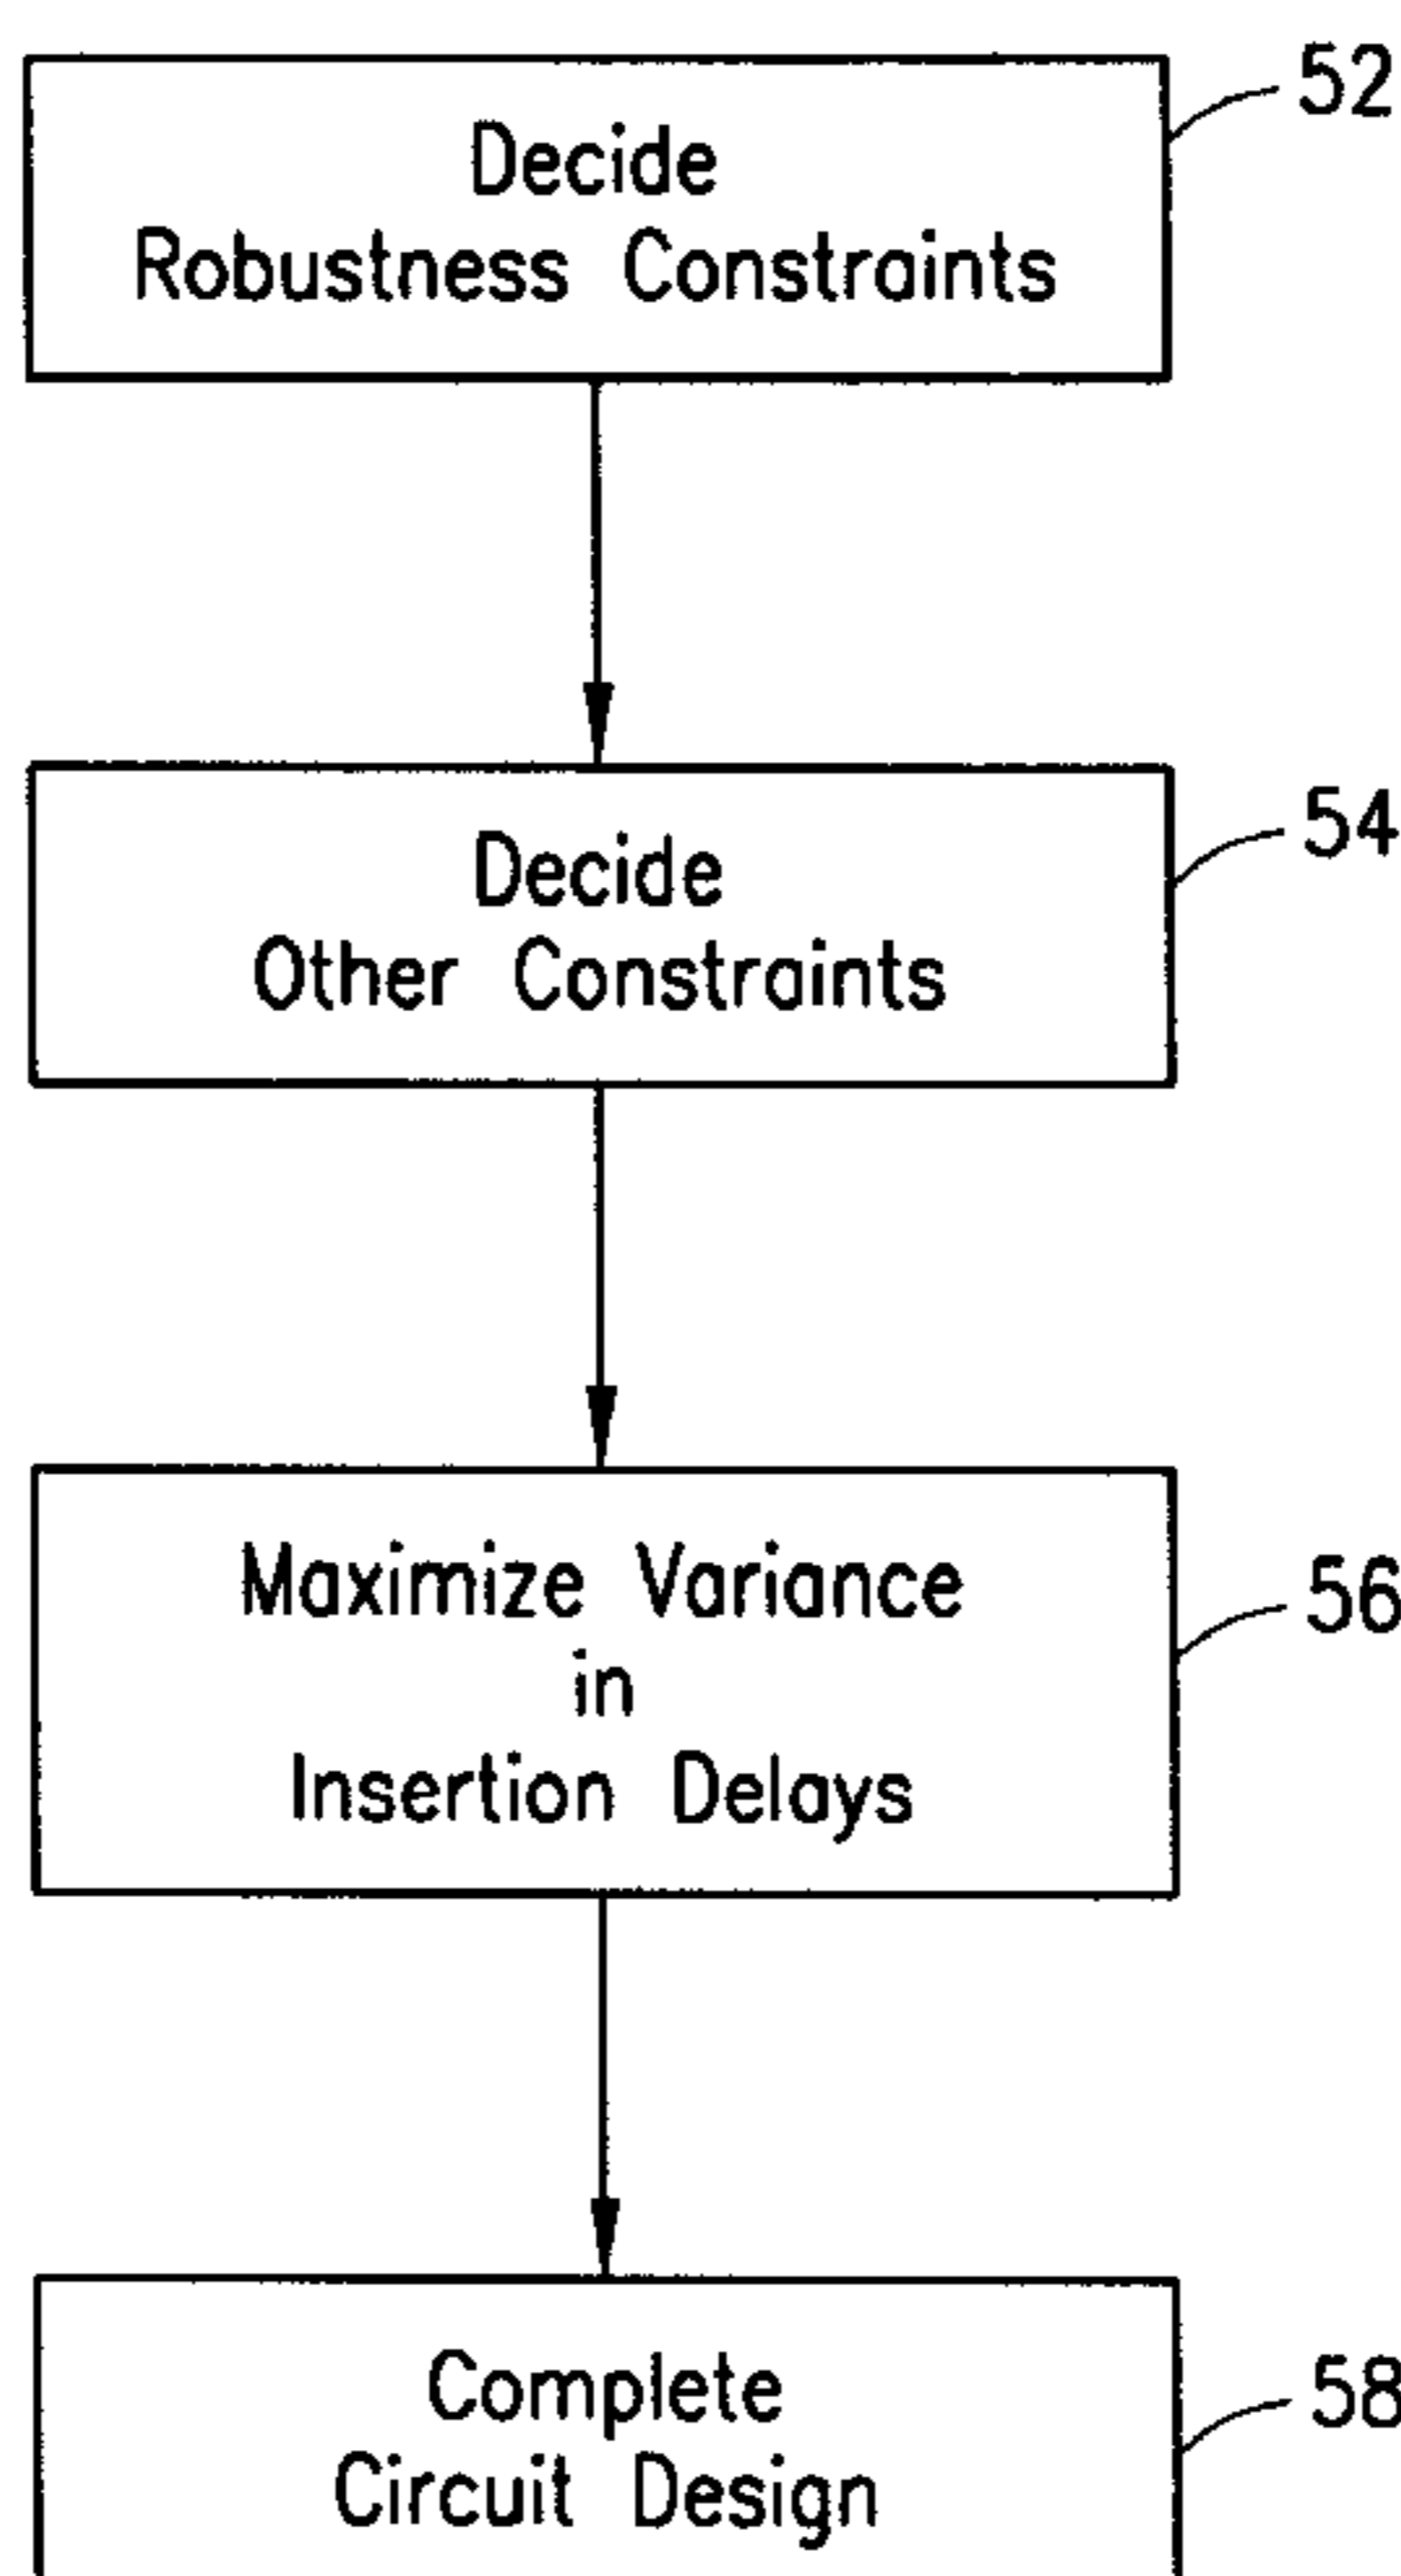 52
Decide
Robustness Constraints
54
Decide
Other Constraints
56
Maximize Variance
in
Insertion Delays
58
Complete
Circuit Design